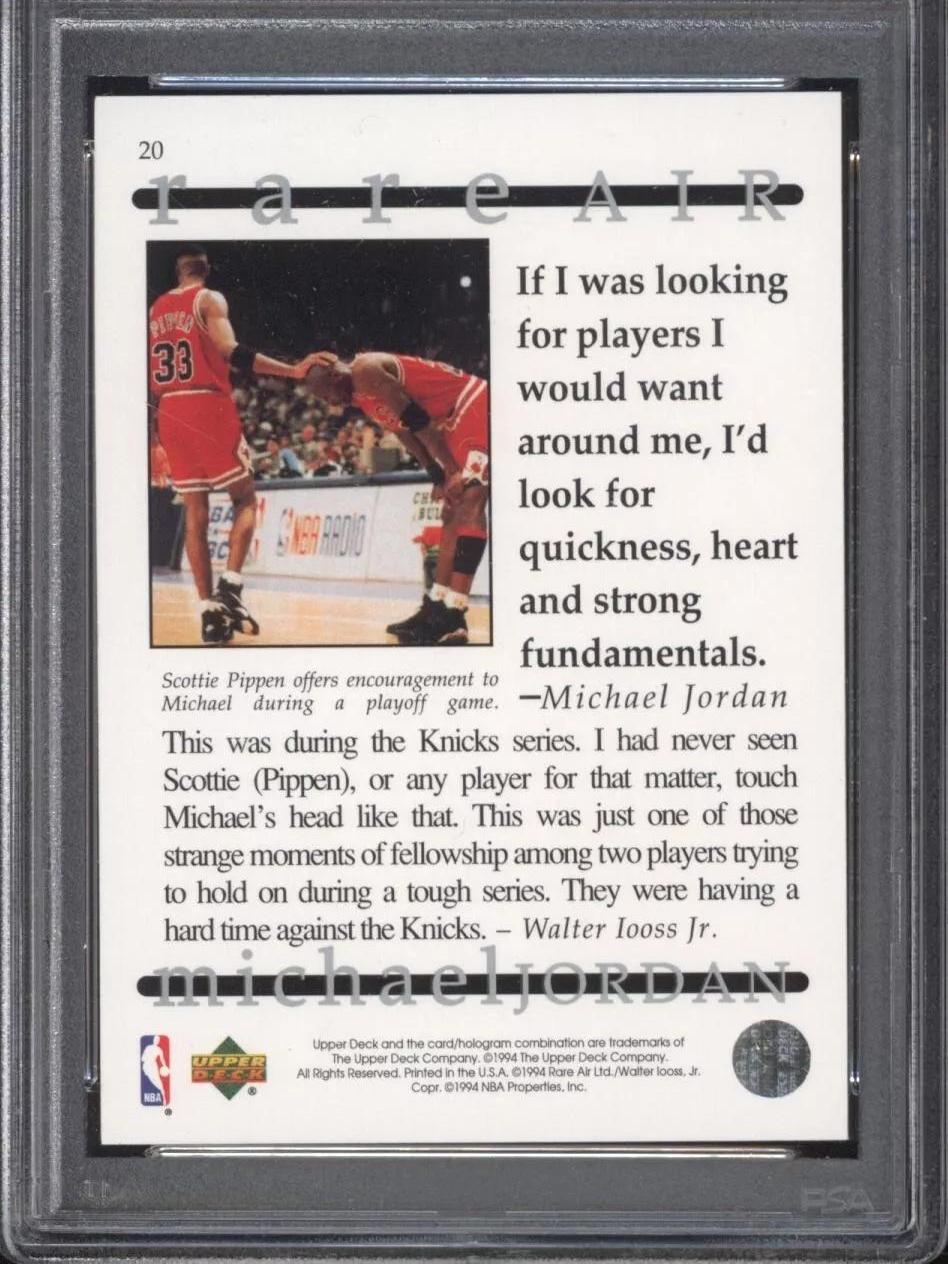 20
rare AIR
PIPPEN
33
NBA RADIO
If I was looking
for players I
would want
around me, I'd
look for
quickness, heart
and strong
fundamentals.
–Michael Jordan
Scottie Pippen offers encouragement to
Michael during a playoff game.
This was during the Knicks series. I had never seen
Scottie (Pippen), or any player for that matter, touch
Michael's head like that. This was just one of those
strange moments of fellowship among two players trying
to hold on during a tough series. They were having a
hard time against the Knicks. – Walter Iooss Jr.
michaelJORDAN
NBA
®
UPPER
DECK
®
Upper Deck and the card/hologram combination are trademarks of
The Upper Deck Company. ©1994 The Upper Deck Company.
All Rights Reserved. Printed in the U.S.A. ©1994 Rare Air Ltd./Walter Iooss, Jr.
Copr. ©1994 NBA Properties, Inc.
PSA